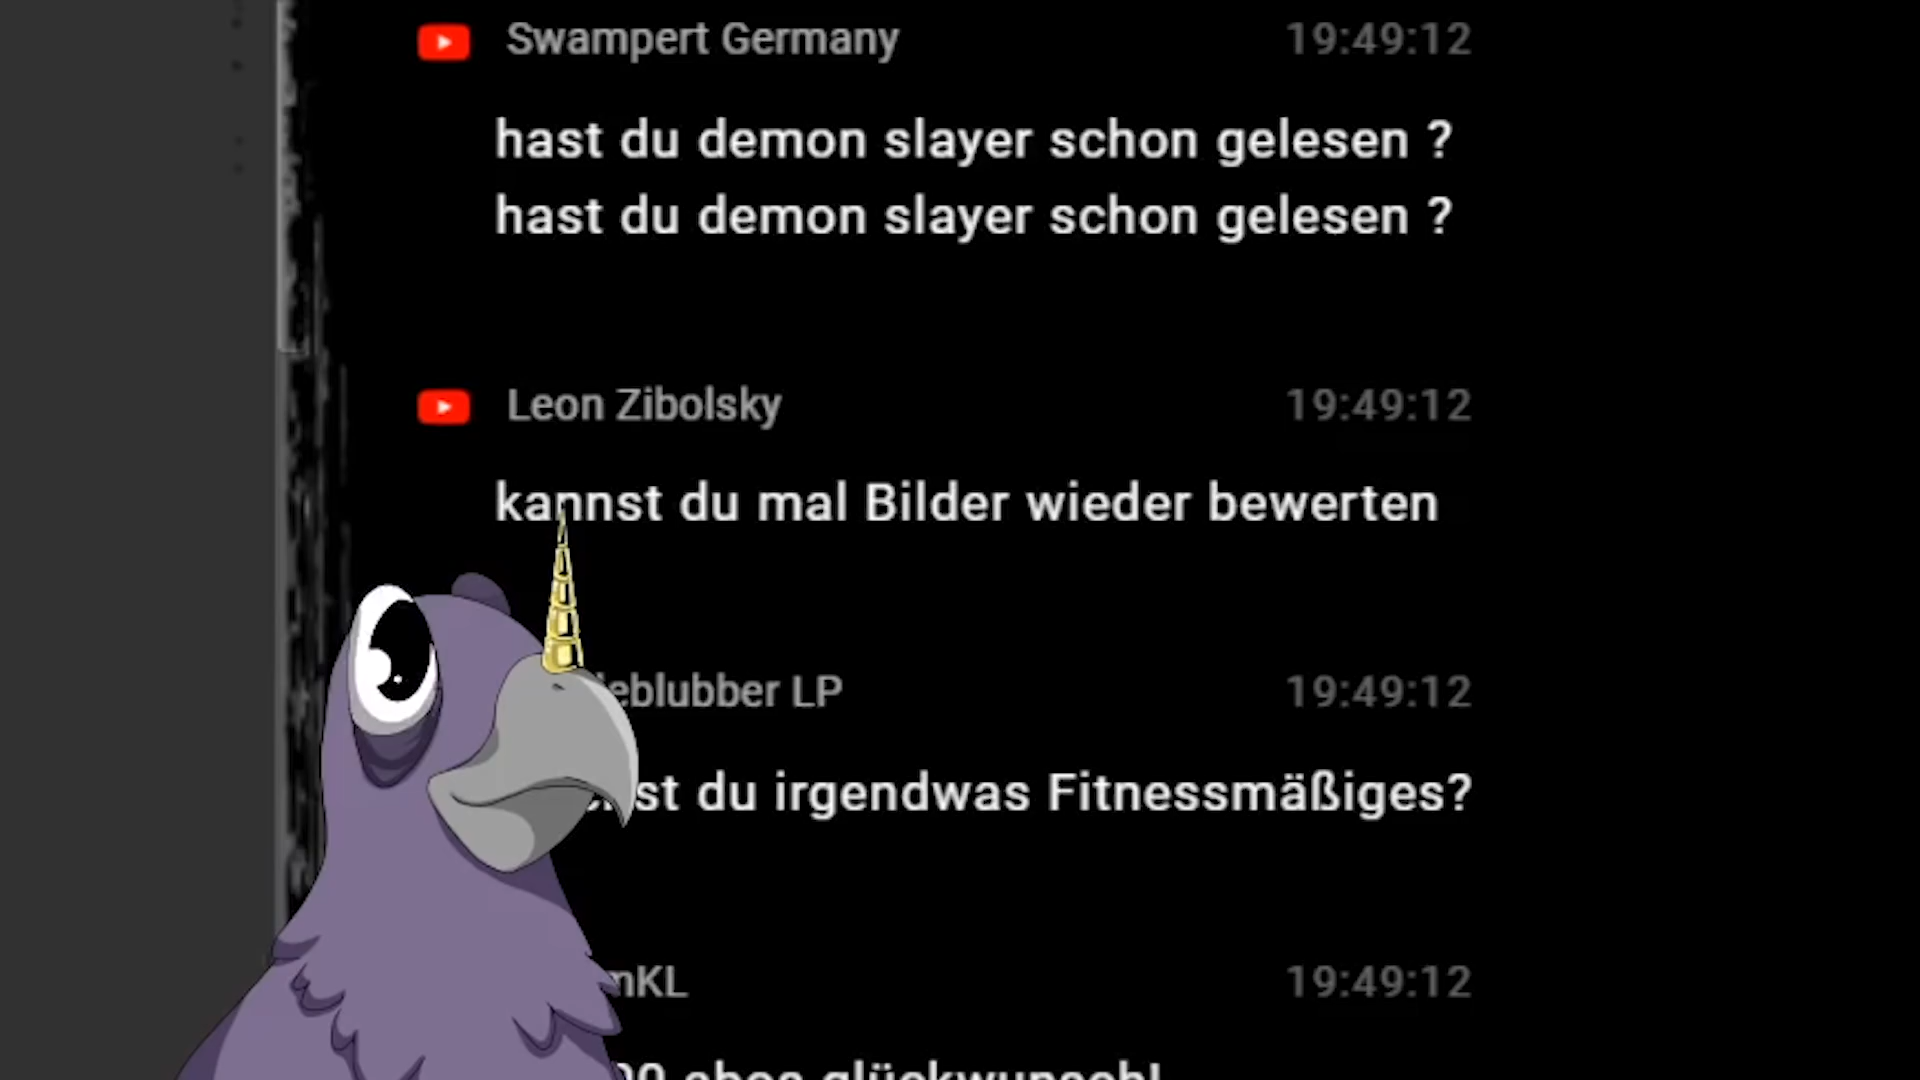 Swampert Germany 19:49:12
hast du demon slayer schon gelesen ?
hast du demon slayer schon gelesen ?
Leon Zibolsky 19:49:12
kannst du mal Bilder wieder bewerten
eblubber LP 19:49:12
st du irgendwas Fitnessmäßiges?
mKL 19:49:12
abos glückwunsch!